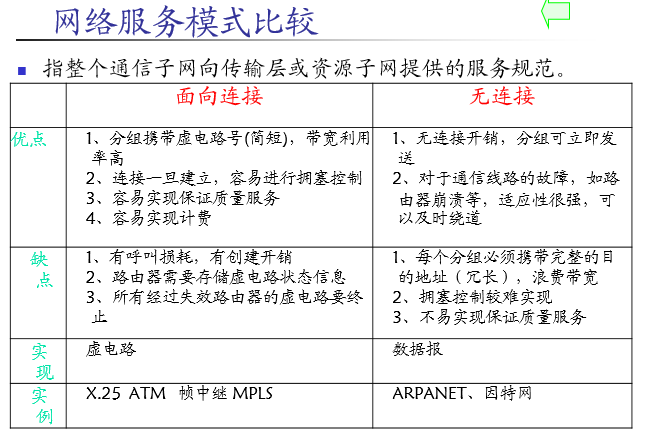 网络服务模式比较
指整个通信子网向传输层或资源子网提供的服务规范。
面向连接
无连接
优点
1、分组携带虚电路号(简短)，带宽利用
率高
2、连接一旦建立，容易进行拥塞控制
3、容易实现保证质量服务
4、容易实现计费
1、无连接开销，分组可立即发
送
2、对于通信线路的故障，如路
由器崩溃等，适应性很强，可
以及时绕道
缺
点
1、有呼叫损耗，有创建开销
2、路由器需要存储虚电路状态信息
3、所有经过失效路由器的虚电路要终
止
1、每个分组必须携带完整的目
的地址（冗长），浪费带宽
2、拥塞控制较难实现
3、不易实现保证质量服务
实
现
虚电路
数据报
实
例
X.25 ATM 帧中继 MPLS
ARPANET、因特网